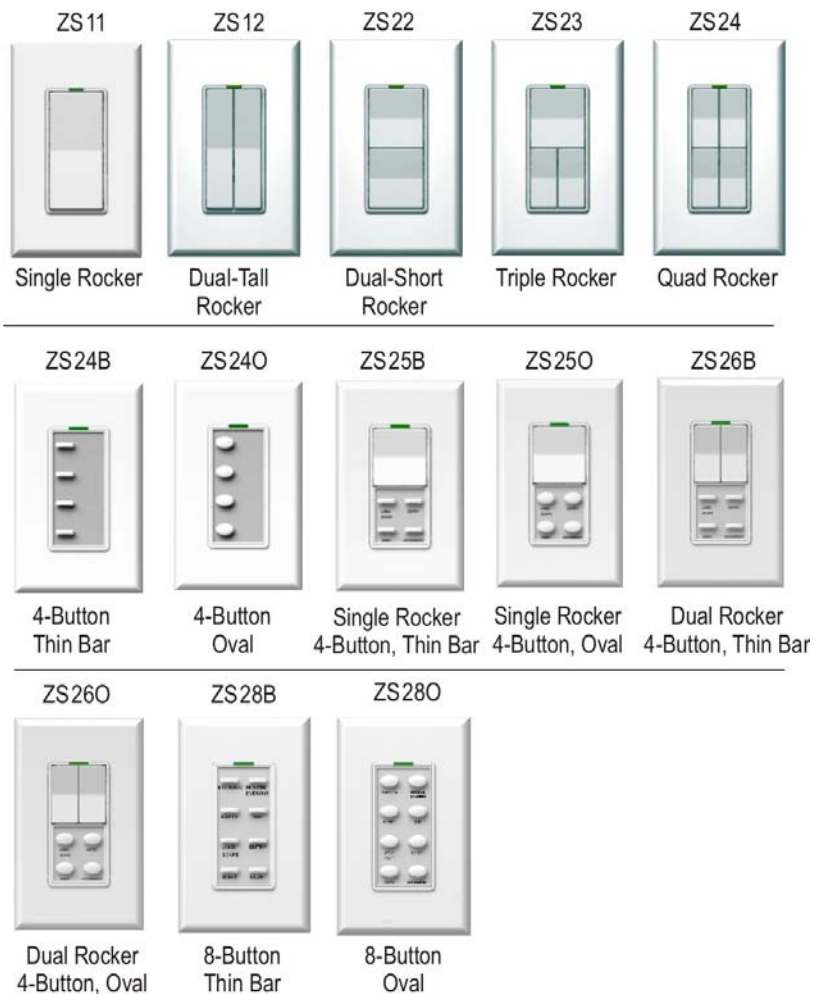 ZS11 ZS12 ZS22 ZS23 ZS24
Single Rocker Dual-Tall Dual-Short Triple Rocker Quad Rocker
Rocker Rocker
ZS24B ZS24O ZS25B ZS25O ZS26B
4-Button 4-Button Single Rocker Single Rocker Dual Rocker
Thin Bar Oval 4-Button, Thin Bar 4-Button, Oval 4-Button, Thin Bar
ZS26O ZS28B ZS28O
Dual Rocker 8-Button 8-Button
4-Button, Oval Thin Bar Oval